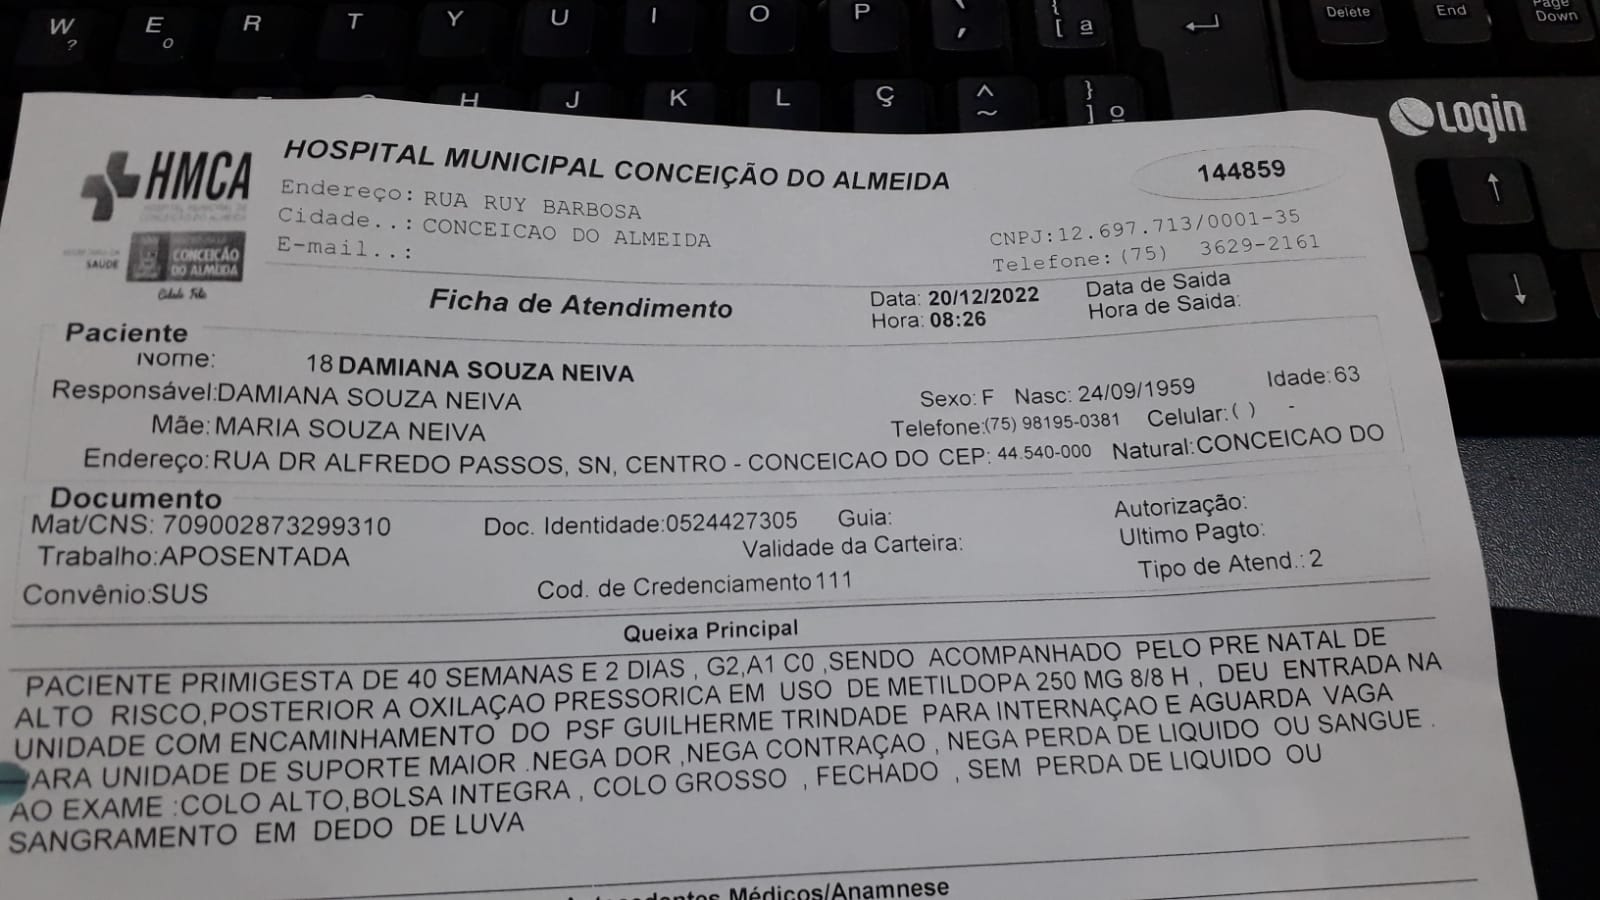 W E R T Y U I O P ` { [ ª Delete End Page Down
? º
H J K L Ç ^ ~ } ] º
Login
HMCA
HOSPITAL MUNICIPAL CONCEIÇÃO DO ALMEIDA
144859
Endereço: RUA RUY BARBOSA
Cidade..: CONCEICAO DO ALMEIDA
E-mail..:
CNPJ:12.697.713/0001-35
Telefone: (75) 3629-2161
SAÚDE
CONCEIÇÃO
DO ALMEIDA
Ficha de Atendimento
Data: 20/12/2022 Data de Saida
Hora: 08:26 Hora de Saida:
Paciente
Nome: 18 DAMIANA SOUZA NEIVA
Responsável:DAMIANA SOUZA NEIVA Sexo: F Nasc: 24/09/1959 Idade: 63
Mãe: MARIA SOUZA NEIVA Telefone:(75) 98195-0381 Celular:( ) -
Endereço:RUA DR ALFREDO PASSOS, SN, CENTRO - CONCEICAO DO CEP: 44.540-000 Natural:CONCEICAO DO
Documento
Mat/CNS: 709002873299310 Doc. Identidade:0524427305 Guia: Autorização:
Trabalho:APOSENTADA Validade da Carteira: Ultimo Pagto:
Convênio:SUS Cod. de Credenciamento 111 Tipo de Atend.: 2
Queixa Principal
PACIENTE PRIMIGESTA DE 40 SEMANAS E 2 DIAS , G2,A1 C0 ,SENDO ACOMPANHADO PELO PRE NATAL DE
ALTO RISCO,POSTERIOR A OXILAÇAO PRESSORICA EM USO DE METILDOPA 250 MG 8/8 H , DEU ENTRADA NA
UNIDADE COM ENCAMINHAMENTO DO PSF GUILHERME TRINDADE PARA INTERNAÇAO E AGUARDA VAGA
PARA UNIDADE DE SUPORTE MAIOR .NEGA DOR ,NEGA CONTRAÇAO , NEGA PERDA DE LIQUIDO OU SANGUE .
AO EXAME :COLO ALTO,BOLSA INTEGRA , COLO GROSSO , FECHADO , SEM PERDA DE LIQUIDO OU
SANGRAMENTO EM DEDO DE LUVA
Médicos/Anamnese